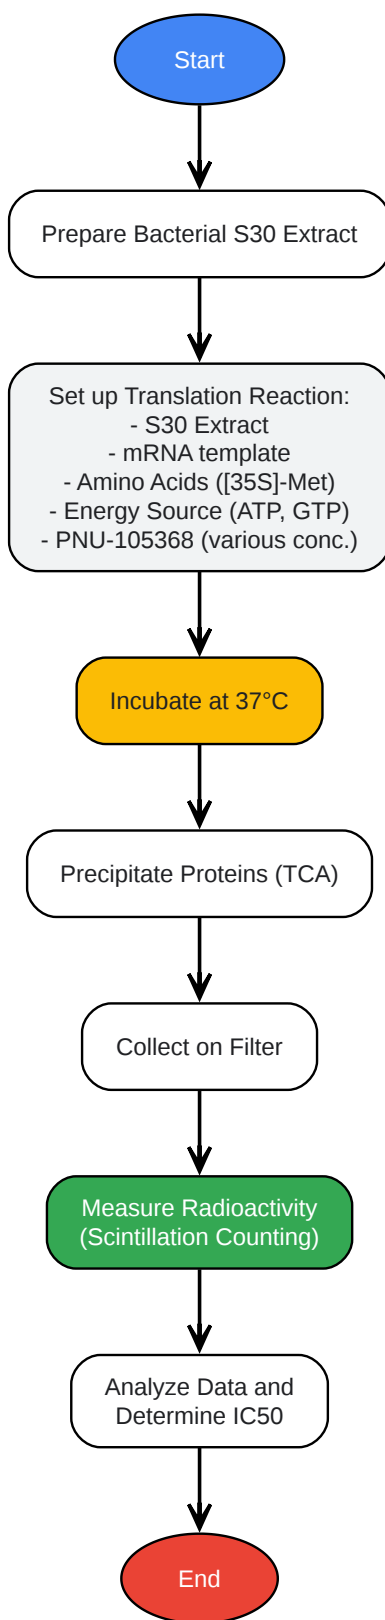 Start
Prepare Bacterial S30 Extract
Set up Translation Reaction:
- S30 Extract
- mRNA template
- Amino Acids ([35S]-Met)
- Energy Source (ATP, GTP)
- PNU-105368 (various conc.)
Incubate at 37°C
Precipitate Proteins (TCA)
Collect on Filter
Measure Radioactivity
(Scintillation Counting)
Analyze Data and
Determine IC50
End